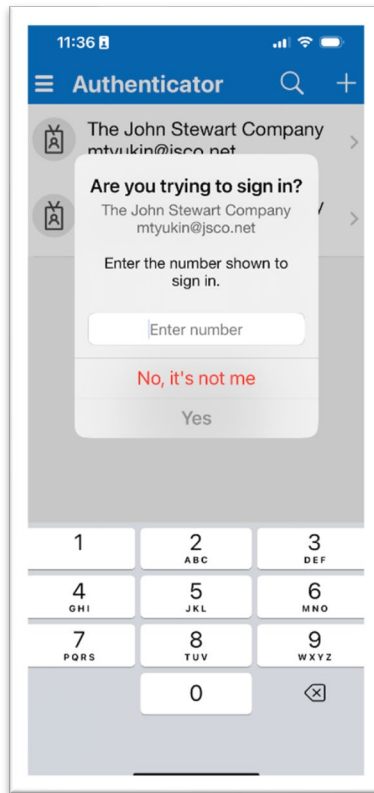 11:36
Authenticator
The John Stewart Company
mtyukin@jsco.net
Are you trying to sign in?
The John Stewart Company
mtyukin@jsco.net
Enter the number shown to
sign in.
Enter number
No, it's not me
Yes
1
2
ABC
3
DEF
4
GHI
5
JKL
6
MNO
7
PQRS
8
TUV
9
WXYZ
0